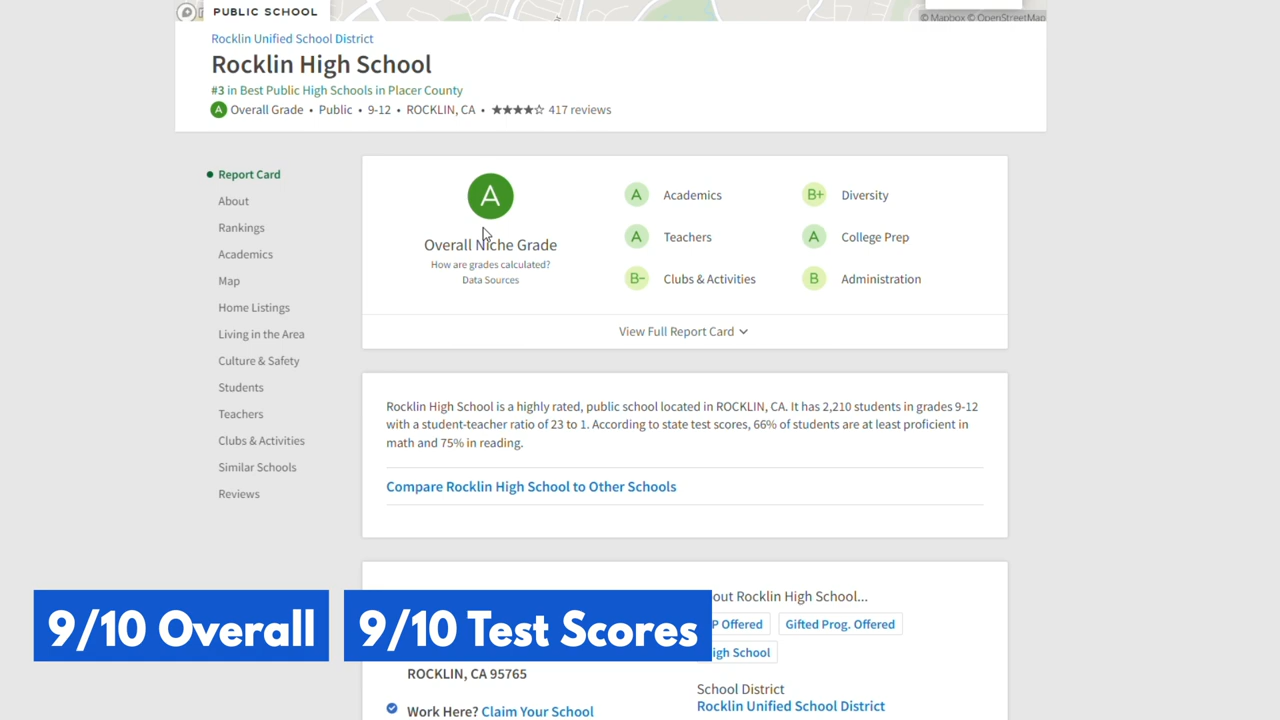 PUBLIC SCHOOL
© Mapbox © OpenStreetMap
Rocklin Unified School District
Rocklin High School
#3 in Best Public High Schools in Placer County
A Overall Grade • Public • 9-12 • ROCKLIN, CA • ★★★★☆ 417 reviews
Report Card
About
Rankings
Academics
Map
Home Listings
Living in the Area
Culture & Safety
Students
Teachers
Clubs & Activities
Similar Schools
Reviews
A
Overall Niche Grade
How are grades calculated?
Data Sources
A Academics
B+ Diversity
A Teachers
A College Prep
B− Clubs & Activities
B Administration
View Full Report Card
Rocklin High School is a highly rated, public school located in ROCKLIN, CA. It has 2,210 students in grades 9-12
with a student-teacher ratio of 23 to 1. According to state test scores, 66% of students are at least proficient in
math and 75% in reading.
Compare Rocklin High School to Other Schools
9/10 Overall
9/10 Test Scores
out Rocklin High School...
P Offered
Gifted Prog. Offered
igh School
ROCKLIN, CA 95765
Work Here? Claim Your School
School District
Rocklin Unified School District